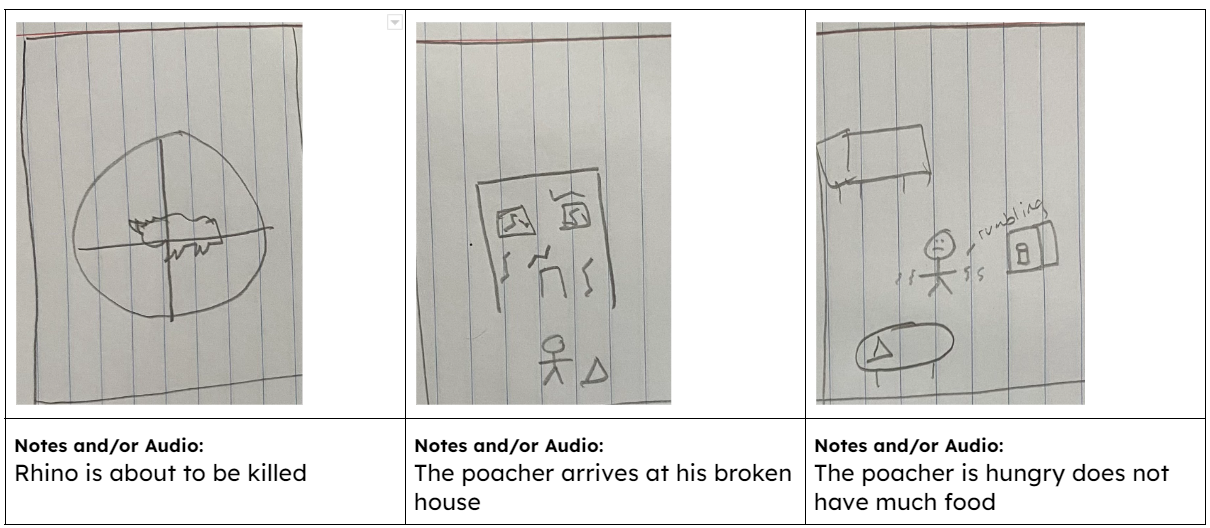 rumbling
Notes and/or Audio:
Rhino is about to be killed
Notes and/or Audio:
The poacher arrives at his broken
house
Notes and/or Audio:
The poacher is hungry does not
have much food